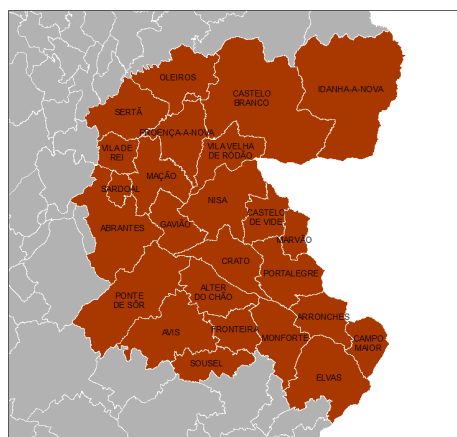 OLEIROS
IDANHA-A-NOVA
CASTELO
BRANCO
SERTÃ
PROENÇA-A-NOVA
VILA DE
REI
VILA VELHA
DE RODÃO
MAÇÃO
SARDOAL
NISA
CASTELO
DE VIDE
ABRANTES
GAVIÃO
MARVÃO
CRATO
PORTALEGRE
ALTER
DO CHÃO
PONTE
DE SÔR
ARRONCHES
AVIS
FRONTEIRA
MONFORTE
CAMPO
MAIOR
SOUSEL
ELVAS